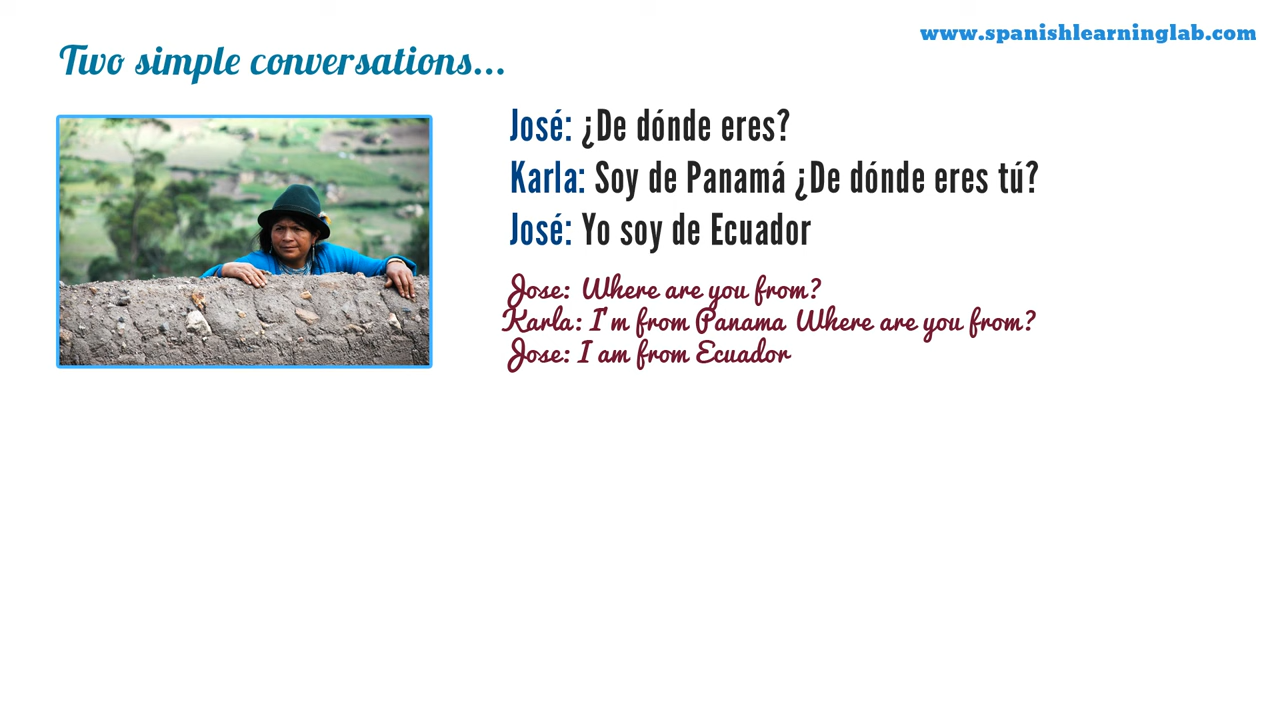 www.spanishlearninglab.com
Two simple conversations...
José: ¿De dónde eres?
Karla: Soy de Panamá ¿De dónde eres tú?
José: Yo soy de Ecuador
Jose: Where are you from?
Karla: I'm from Panama Where are you from?
Jose: I am from Ecuador